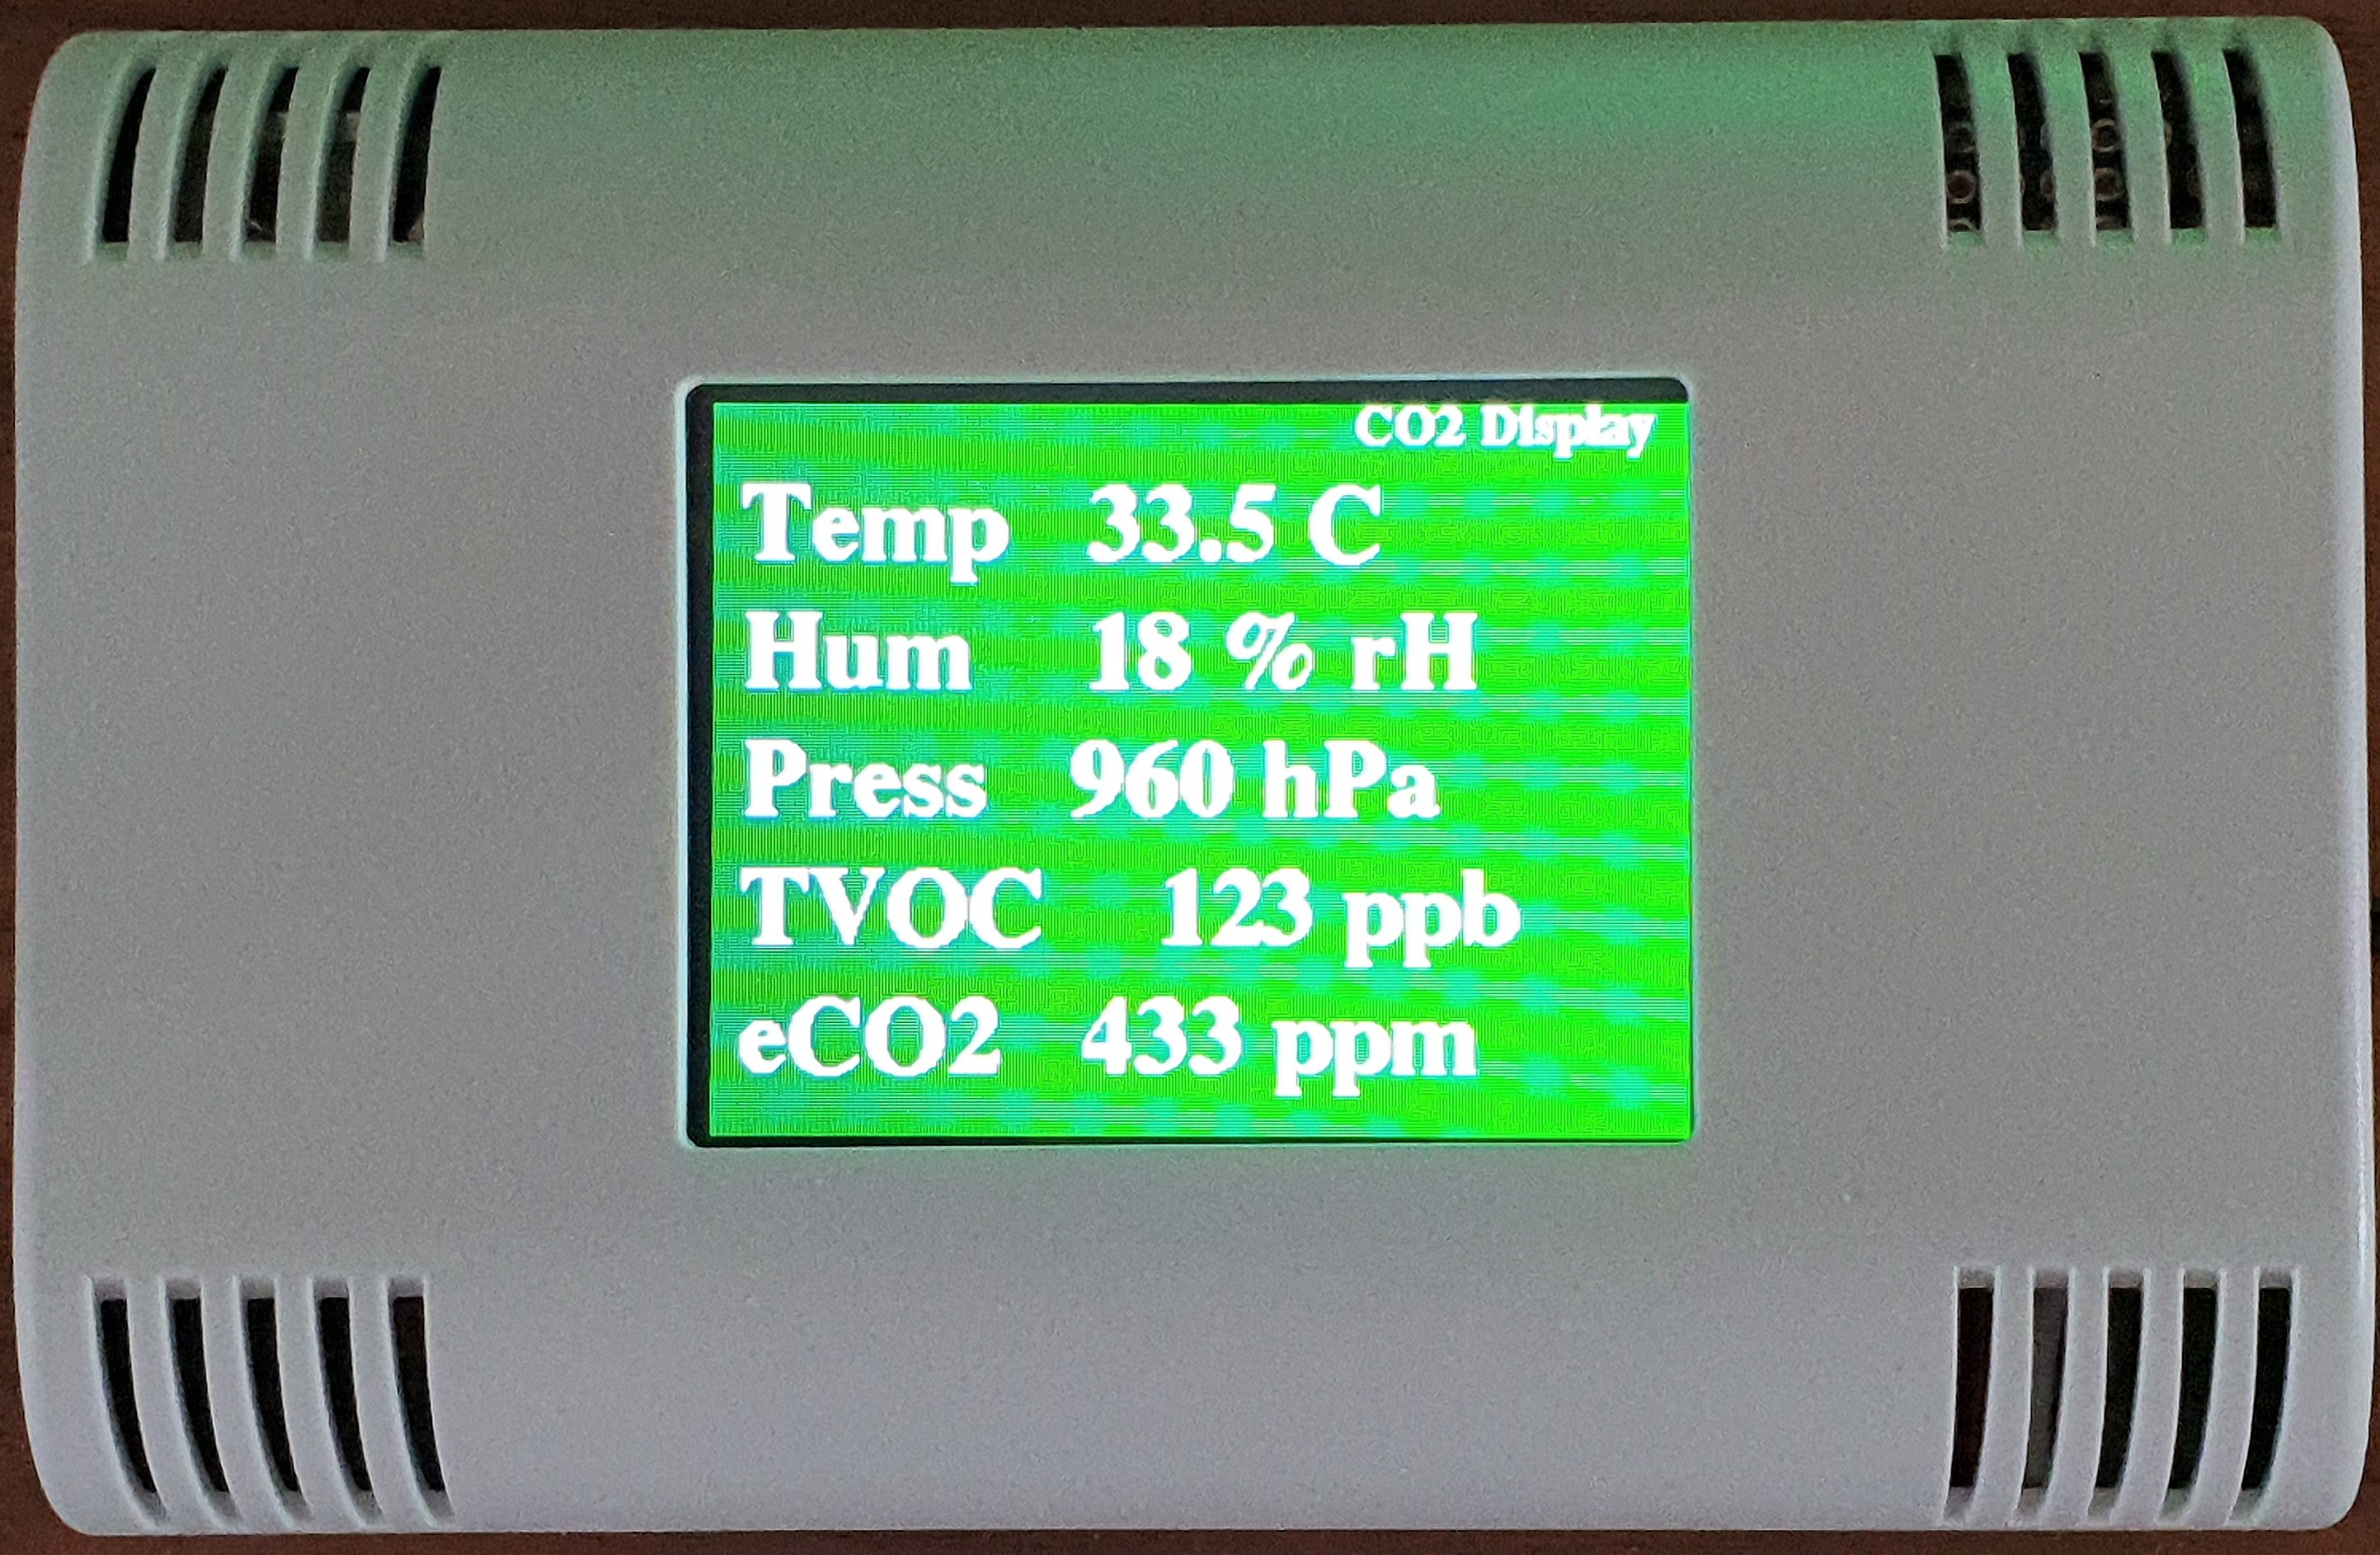 CO2 Display
Temp 33.5 C
Hum 18 % rH
Press 960 hPa
TVOC 123 ppb
eCO2 433 ppm